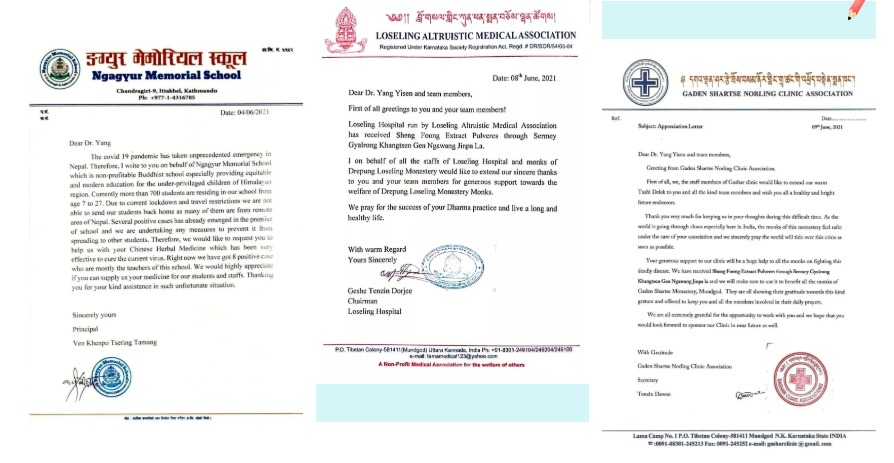 ङग्युर मेमोरियल स्कूल
Ngagyur Memorial School
Chandragiri-9, Ittakhel, Kathmandu
Ph: +977-1-4316785
Date: 04/06/2021
Dear Dr. Yang
The covid 19 pandemic has taken unprecedented emergency in
Nepal. Therefore, I write to you on behalf of Ngagyur Memorial School
which is non-profitable Buddhist school especially providing equitable
and modern education for the under-privileged children of Himalayan
region. Currently more than 700 students are residing in our school from
age 7 to 27. Due to current lockdown and travel restrictions we are not
able to send our students back home as many of them are from remote
area of Nepal. Several positive cases has already emerged in the premise
of school and we are undertaking any measures to prevent it from
spreading to other students. Therefore, we would like to request you to
help us with your Chinese Herbal Medicine which has been very
effective to cure the current virus. Right now we have got 8 positive case
who are mostly the teachers of this school. We would highly appreciate
if you can supply us your medicine for our students and staffs. Thanking
you for your kind assistance in such unfortunate situation.
Sincerely yours
Principal
Ven Khenpo Tsering Tamang
LOSELING ALTRUISTIC MEDICAL ASSOCIATION
Registered Under Karnataka Society Registration Act. Regd. # DR/SOR/64/03-04
Date: 08th June, 2021
Dear Dr. Yang Yisen and team members,
First of all greetings to you and your team members!
Loseling Hospital run by Loseling Altruistic Medical Association
has received Sheng Foong Extract Pulveres through Sermey
Gyalrong Khangtsen Gen Ngawang Jinpa La.
I on behalf of all the staffs of Loseling Hospital and monks of
Drepung Loseling Monastery would like to extend our sincere thanks
to you and your team members for generous support towards the
welfare of Drepung Loseling Monastery Monks.
We pray for the success of your Dharma practice and live a long and
healthy life.
With warm Regard
Yours Sincerely
Geshe Tenzin Dorjee
Chairman
Loseling Hospital
P.O. Tibetan Colony-581411(Mundgod) Uttara Kannada, India Ph: +91-8301-246104/246204/245100
e-mail: lamamedical123@yahoo.com
A Non-Profit Medical Association for the welfare of others
GADEN SHARTSE NORLING CLINIC ASSOCIATION
Ref. Date
Subject: Appreciation Letter 09th June, 2021
Dear Dr. Yang Yisen and team members,
Greeting from Gaden Shartse Norling Clinic Association.
First of all, we, the staff members of Gashar clinic would like to extend our warm
Tashi Delek to you and all the kind team members and wish you all a healthy and bright
future endeavors.
Thank you very much for keeping us in your thoughts during this difficult time. As the
world is going through chaos especially here in India, the monks of this monastery feel safer
under the care of your association and we sincerely pray the world will tide over this crisis as
soon as possible.
Your generous support to our clinic will be a huge help to all the monks on fighting this
deadly disease. We have received Sheng Foong Extract Pulveres through Sermey Gyalrong
Khangtsen Gen Ngawang Jinpa la and we will make sure to use it to benefit all the monks of
Gaden Shartse Monastery, Mundgod. They are all showing their gratitude towards this kind
gesture and offered to keep you and all the members involved in their daily prayers.
We are all extremely grateful for the opportunity to work with you and we hope that you
would look forward to sponsor our Clinic in near future as well.
With Gratitude
Gaden Shartse Norling Clinic Association
Secretary
Tenzin Dawoe
Lama Camp No. 1 P.O. Tibetan Colony-581411 Mundgod N.K. Karnataka State INDIA
☎:0091-08301-245213 Fax: 0091-245252 e-mail: gasharclinic@gmail.com